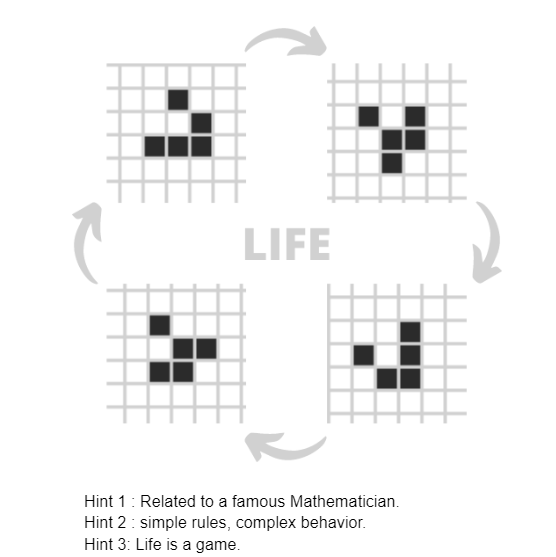 LIFE
Hint 1 : Related to a famous Mathematician.
Hint 2 : simple rules, complex behavior.
Hint 3: Life is a game.